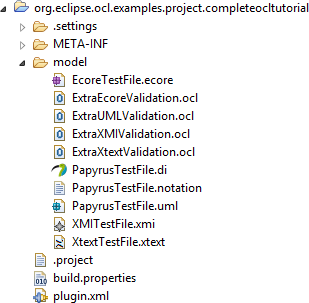 org.eclipse.ocl.examples.project.completeocltutorial
.settings
META-INF
model
EcoreTestFile.ecore
ExtraEcoreValidation.ocl
ExtraUMLValidation.ocl
ExtraXMIValidation.ocl
ExtraXtextValidation.ocl
PapyrusTestFile.di
PapyrusTestFile.notation
PapyrusTestFile.uml
XMITestFile.xmi
XtextTestFile.xtext
.project
build.properties
plugin.xml